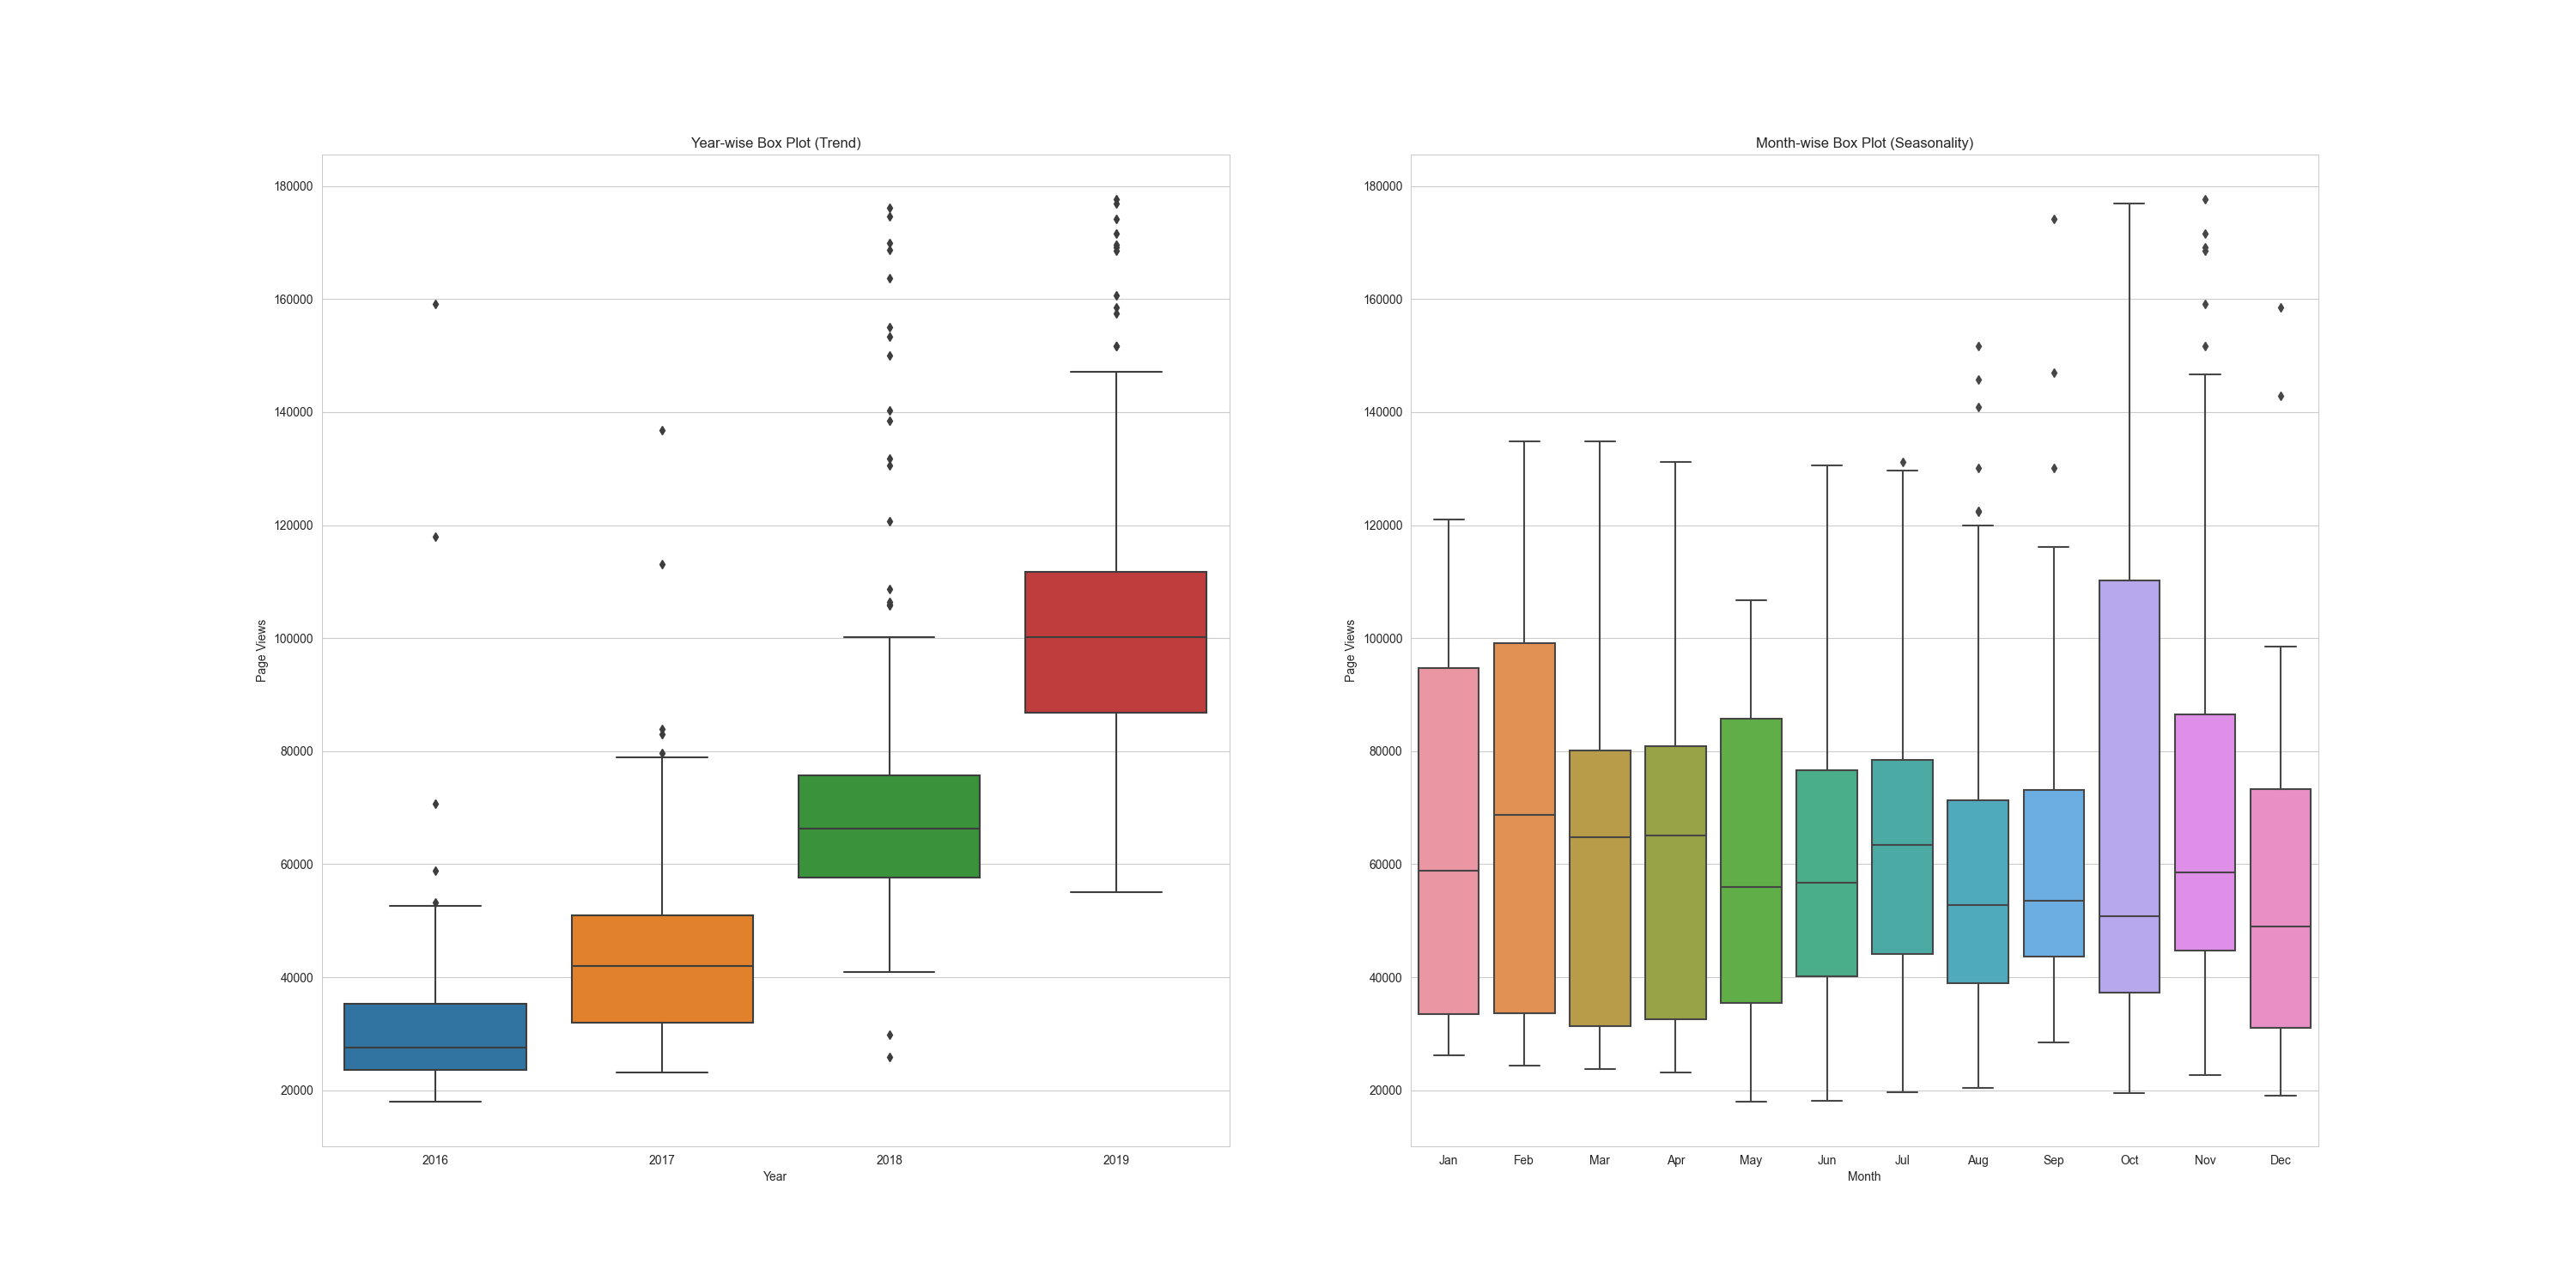 Year-wise Box Plot (Trend)
180000
160000
140000
120000
100000
80000
60000
40000
20000
Page Views
2016 2017 2018 2019
Year
Month-wise Box Plot (Seasonality)
180000
160000
140000
120000
100000
80000
60000
40000
20000
Page Views
Jan Feb Mar Apr May Jun Jul Aug Sep Oct Nov Dec
Month